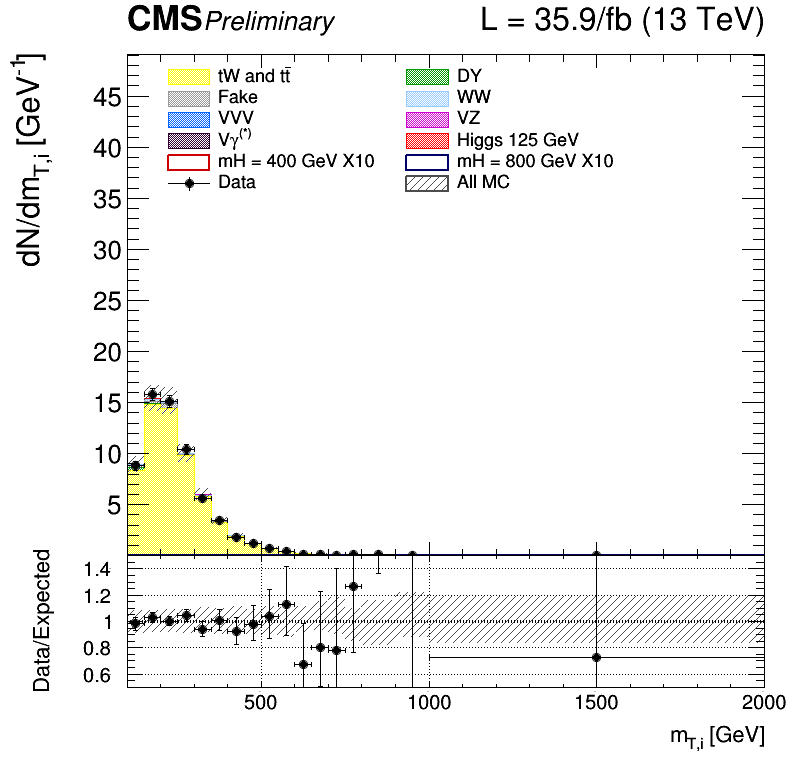 CMS Preliminary L = 35.9/fb (13 TeV)
dN/dm_{T,i} [GeV⁻¹]
45
40
35
30
25
20
15
10
5
tW and tt̄ DY
Fake WW
VVV VZ
Vγ^(*) Higgs 125 GeV
mH = 400 GeV X10 mH = 800 GeV X10
Data All MC
Data/Expected
1.4
1.2
1
0.8
0.6
500 1000 1500 2000
m_{T,i} [GeV]